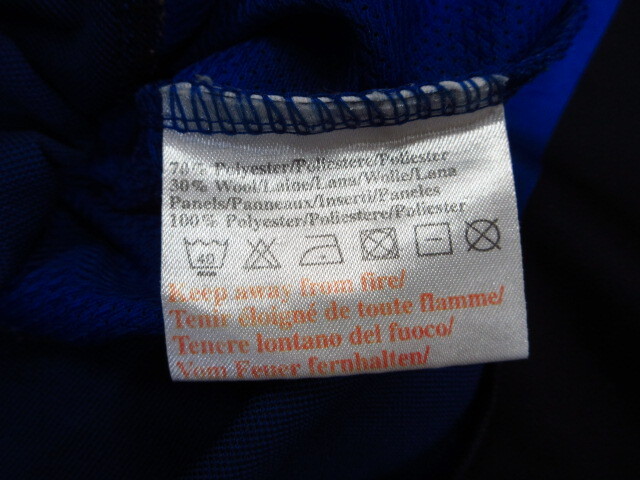 70% Polyester/Poliestere/Poliester
30% Wool/Laine/Lana/Wolle/Lana
Panels/Panneaux/Inserti/Paneles
100% Polyester/Poliestere/Poliester
40
Keep away from fire/
Tenir éloigné de toute flamme/
Tenere lontano del fuoco/
Vom Feuer fernhalten/